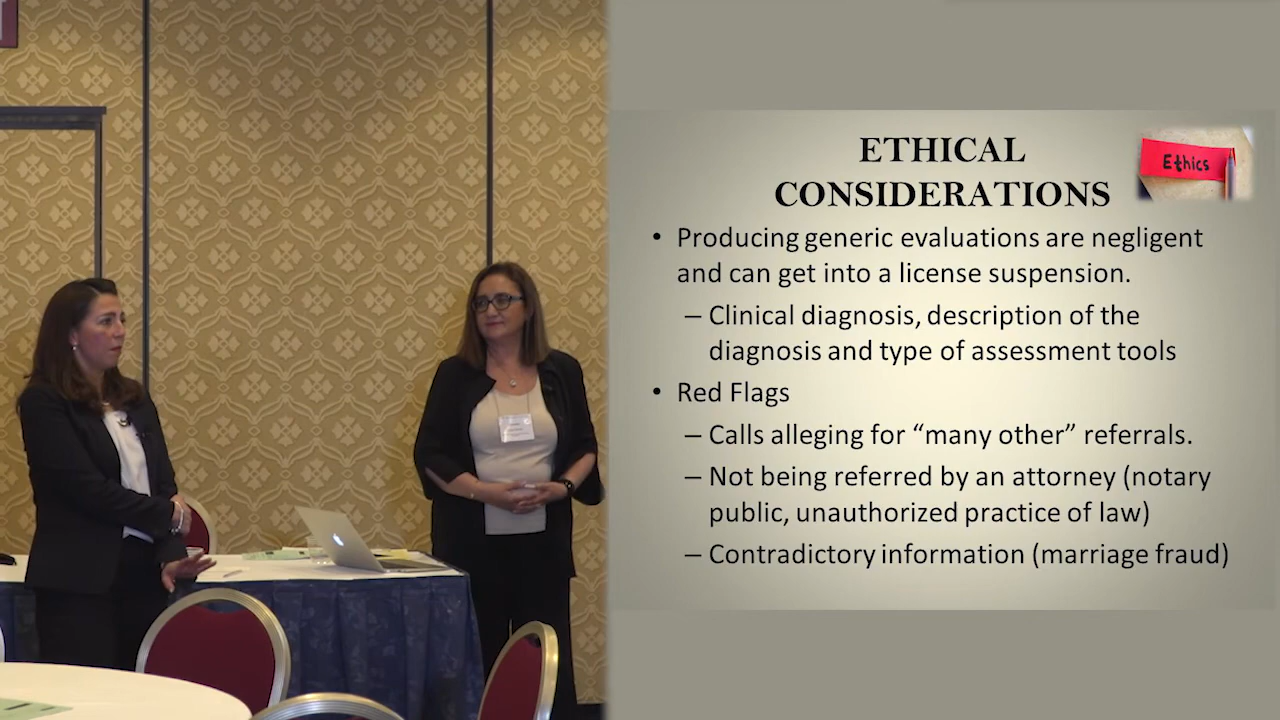 ETHICAL
CONSIDERATIONS
Ethics
• Producing generic evaluations are negligent
and can get into a license suspension.
– Clinical diagnosis, description of the
diagnosis and type of assessment tools
• Red Flags
– Calls alleging for “many other” referrals.
– Not being referred by an attorney (notary
public, unauthorized practice of law)
– Contradictory information (marriage fraud)